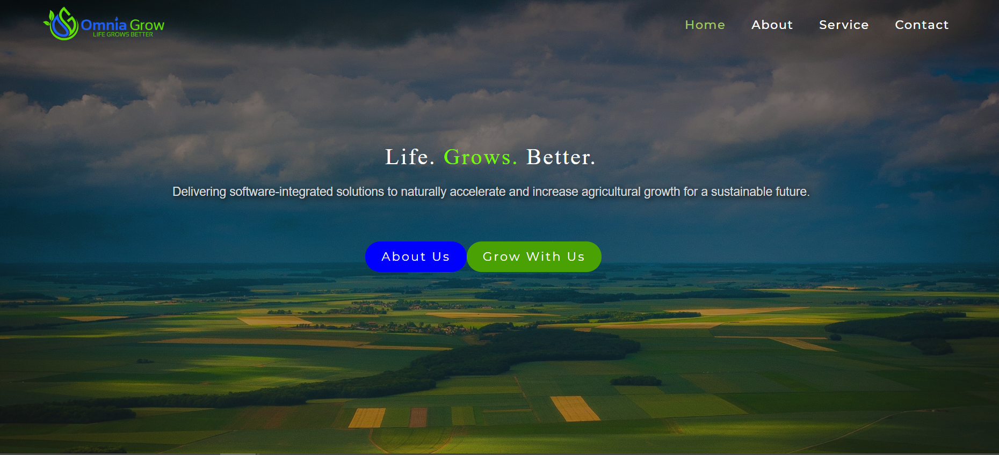 Omnia Grow
LIFE GROWS BETTER
Home About Service Contact
Life. Grows. Better.
Delivering software-integrated solutions to naturally accelerate and increase agricultural growth for a sustainable future.
About Us Grow With Us